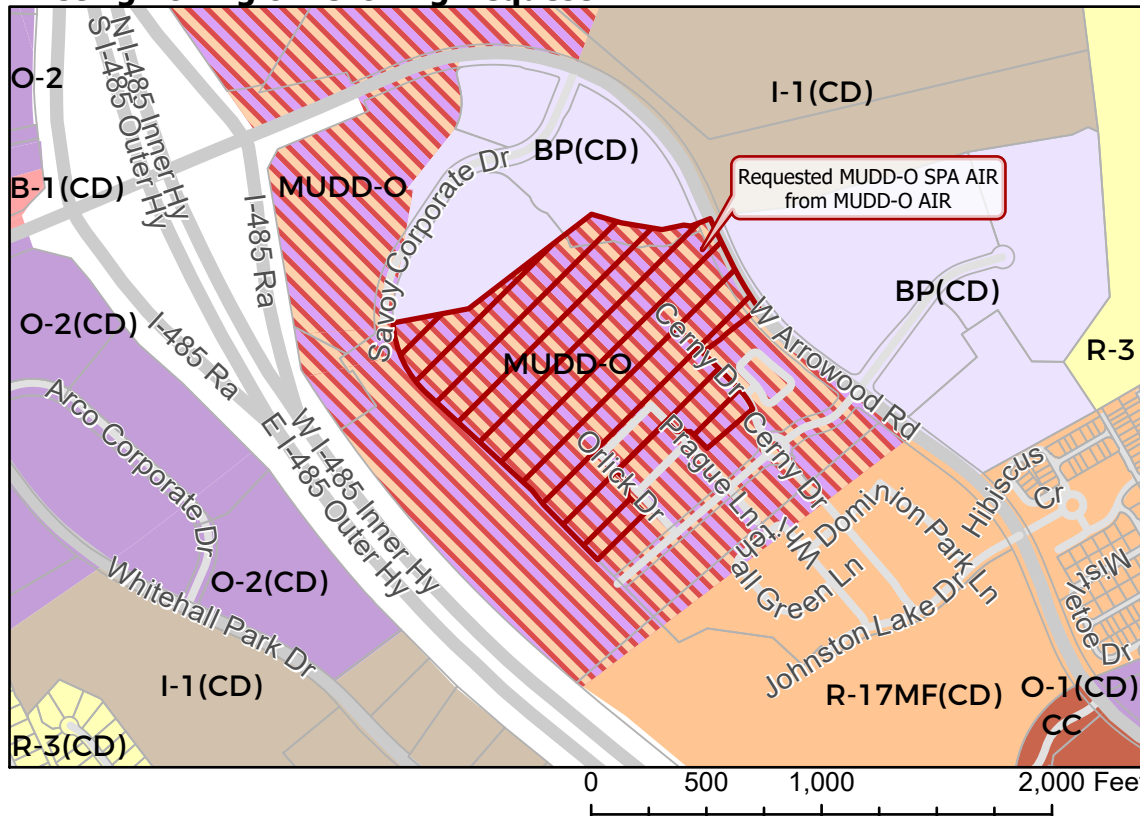 O-2
N I-485 Inner Hy
S I-485 Outer Hy
I-1(CD)
BP(CD)
B-1(CD)
MUDD-O
Requested MUDD-O SPA AIR
from MUDD-O AIR
I-485 Ra
Savoy Corporate Dr
BP(CD)
O-2(CD)
I-485 Ra
W Arrowood Rd
R-3
Cerny Dr
MUDD-O
Arco Corporate Dr
W I-485 Inner Hy
E I-485 Outer Hy
Orlick Dr
Prague Ln
Cerny Dr
Whitehall Green Ln
Dominion Park Ln
Hibiscus
Cr
Mistletoe
Dr
O-2(CD)
Whitehall Park Dr
Johnston Lake Dr
I-1(CD)
R-17MF(CD)
O-1(CD)
CC
R-3(CD)
0 500 1,000 2,000 Feet